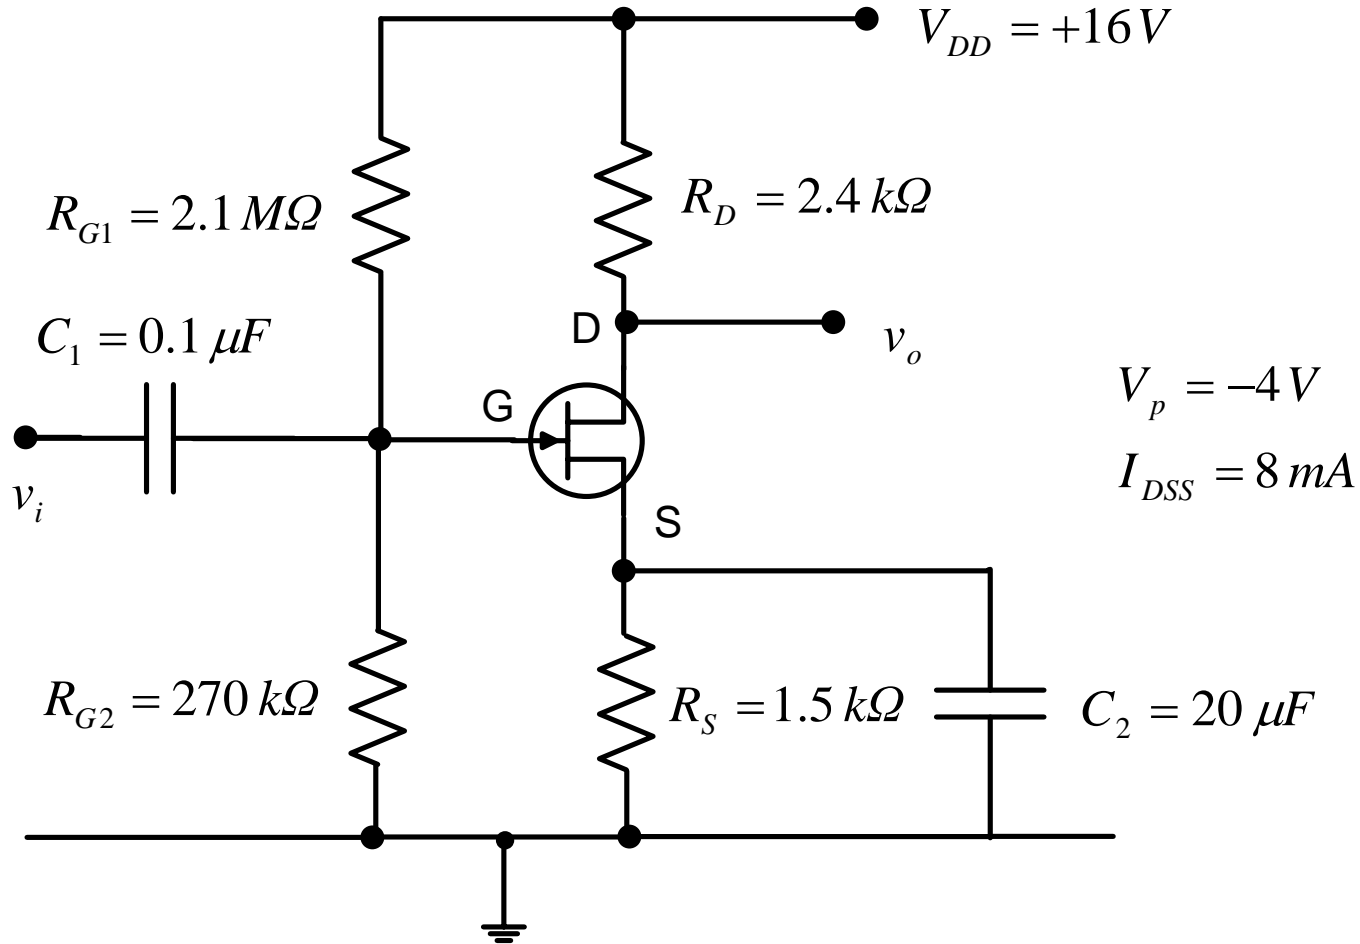 V_DD = +16 V
R_G1 = 2.1 MΩ
R_D = 2.4 kΩ
C_1 = 0.1 μF
D
v_o
G
V_p = −4 V
I_DSS = 8 mA
v_i
S
R_G2 = 270 kΩ
R_S = 1.5 kΩ
C_2 = 20 μF